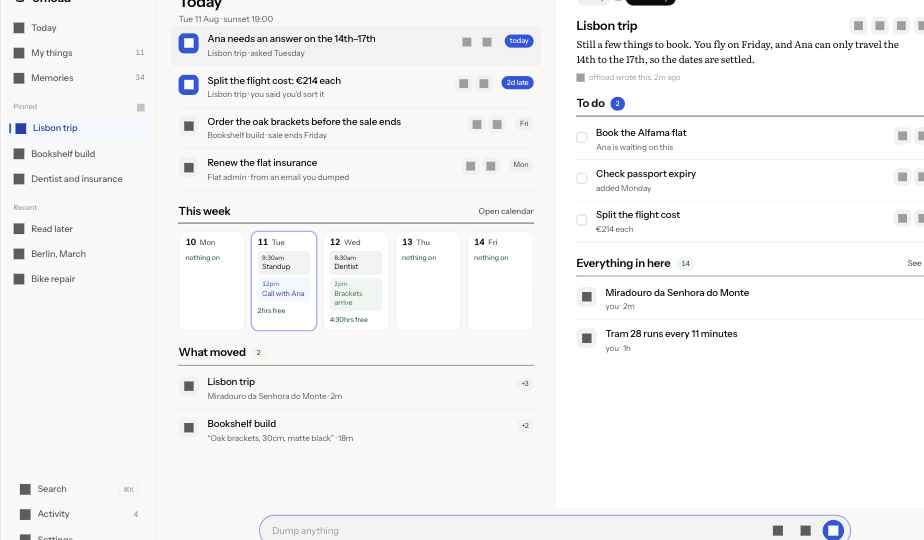 offload
Today
My things 11
Memories 34
Pinned
Lisbon trip
Bookshelf build
Dentist and insurance
Recent
Read later
Berlin, March
Bike repair
Search ⌘K
Activity 4
Settings
Today
Tue 11 Aug · sunset 19:00
Ana needs an answer on the 14th–17th
Lisbon trip · asked Tuesday
today
Split the flight cost: €214 each
Lisbon trip · you said you'd sort it
2d late
Order the oak brackets before the sale ends
Bookshelf build · sale ends Friday
Fri
Renew the flat insurance
Flat admin · from an email you dumped
Mon
This week
Open calendar
10 Mon
nothing on
11 Tue
9:30am
Standup
12pm
Call with Ana
2hrs free
12 Wed
8:30am
Dentist
2pm
Brackets
arrive
4:30hrs free
13 Thu
nothing on
14 Fri
nothing on
What moved 2
Lisbon trip
Miradouro da Senhora do Monte · 2m
+3
Bookshelf build
“Oak brackets, 30cm, matte black” · 18m
+2
Lisbon trip
Still a few things to book. You fly on Friday, and Ana can only travel the
14th to the 17th, so the dates are settled.
offload wrote this, 2m ago
To do 2
Book the Alfama flat
Ana is waiting on this
Check passport expiry
added Monday
Split the flight cost
€214 each
Everything in here 14
See
Miradouro da Senhora do Monte
you · 2m
Tram 28 runs every 11 minutes
you · 1h
Dump anything